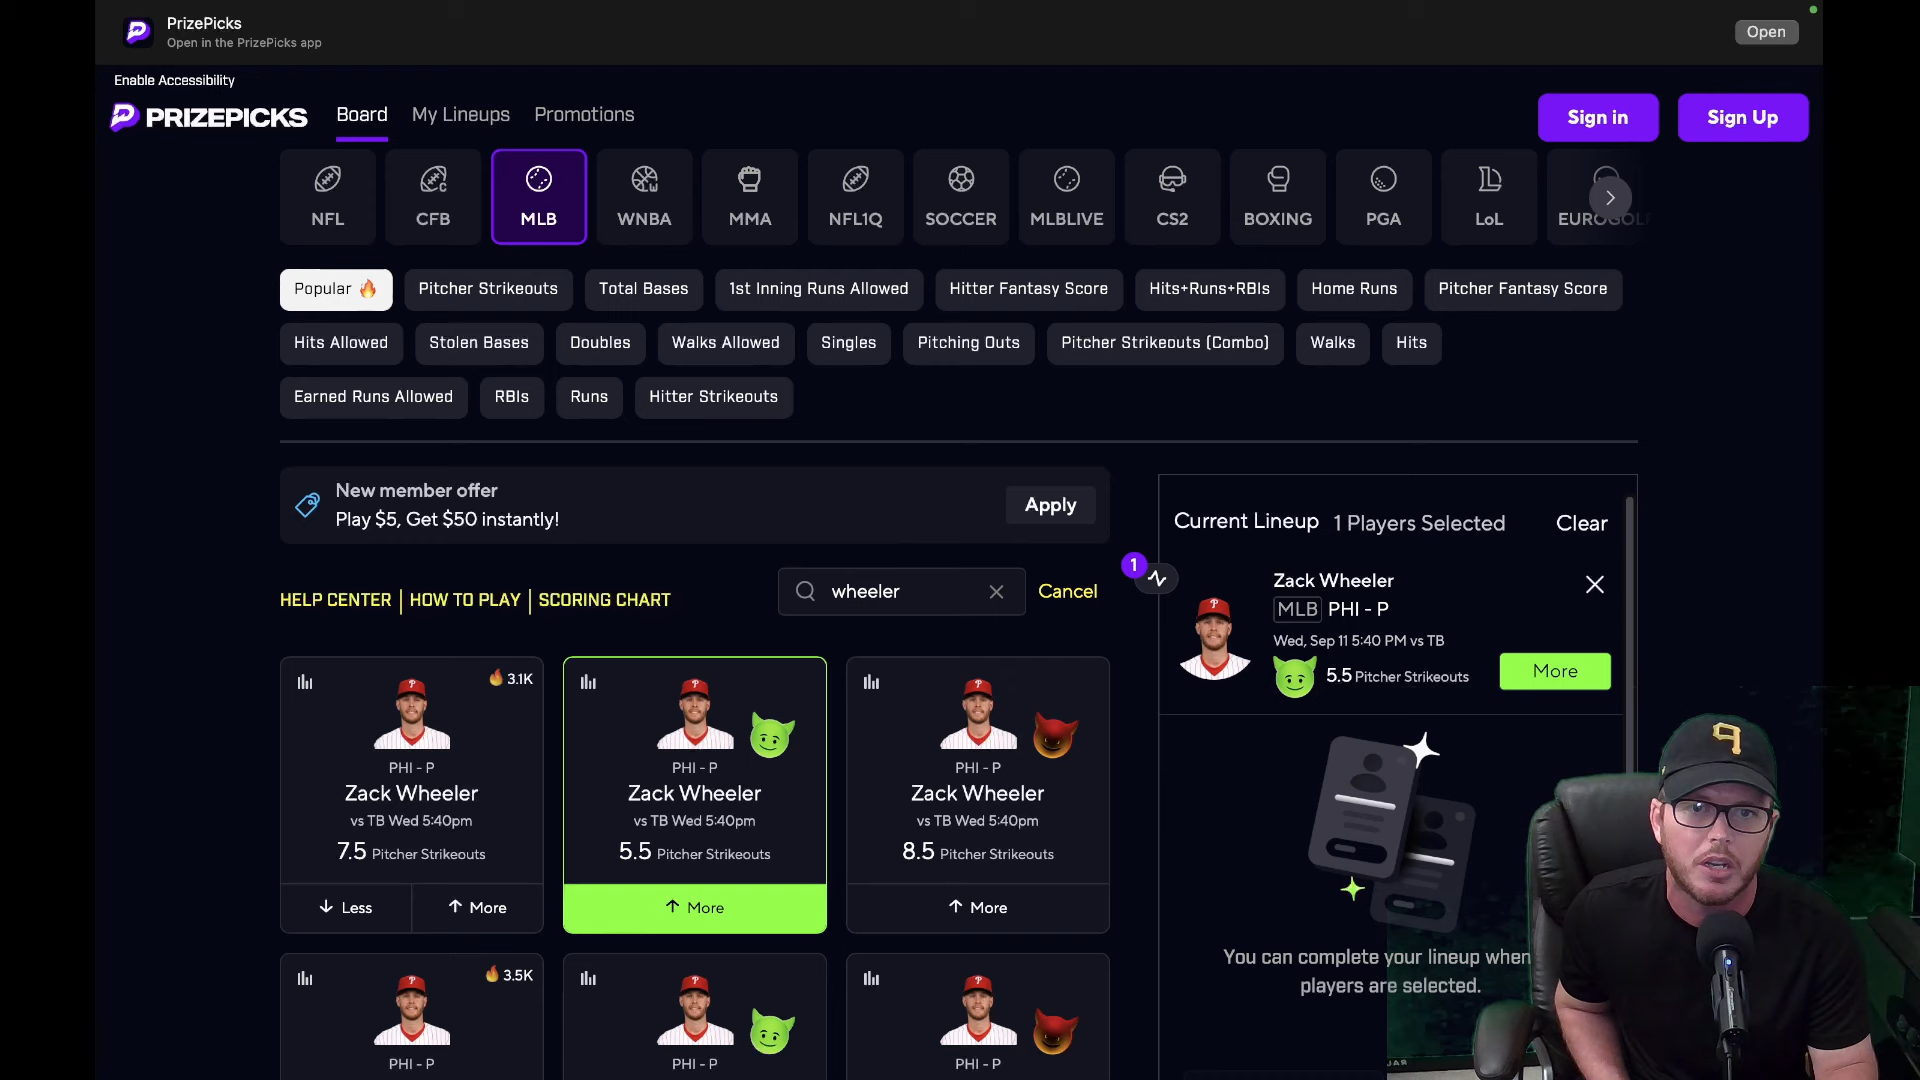 PrizePicks
Open in the PrizePicks app
Open
Enable Accessibility
PRIZEPICKS
Board
My Lineups
Promotions
Sign in
Sign Up
NFL
CFB
MLB
WNBA
MMA
NFL1Q
SOCCER
MLBLIVE
CS2
BOXING
PGA
LoL
Popular 🔥
Pitcher Strikeouts
Total Bases
1st Inning Runs Allowed
Hitter Fantasy Score
Hits+Runs+RBIs
Home Runs
Pitcher Fantasy Score
Hits Allowed
Stolen Bases
Doubles
Walks Allowed
Singles
Pitching Outs
Pitcher Strikeouts (Combo)
Walks
Hits
Earned Runs Allowed
RBIs
Runs
Hitter Strikeouts
New member offer
Play $5, Get $50 instantly!
Apply
HELP CENTER | HOW TO PLAY | SCORING CHART
wheeler
Cancel
3.1K
PHI - P
Zack Wheeler
vs TB Wed 5:40pm
7.5 Pitcher Strikeouts
↓ Less
↑ More
PHI - P
Zack Wheeler
vs TB Wed 5:40pm
5.5 Pitcher Strikeouts
↑ More
PHI - P
Zack Wheeler
vs TB Wed 5:40pm
8.5 Pitcher Strikeouts
↑ More
3.5K
PHI - P
PHI - P
PHI - P
1
Current Lineup
1 Players Selected
Clear
Zack Wheeler
MLB PHI - P
Wed, Sep 11 5:40 PM vs TB
5.5 Pitcher Strikeouts
More
You can complete your lineup when
players are selected.
P